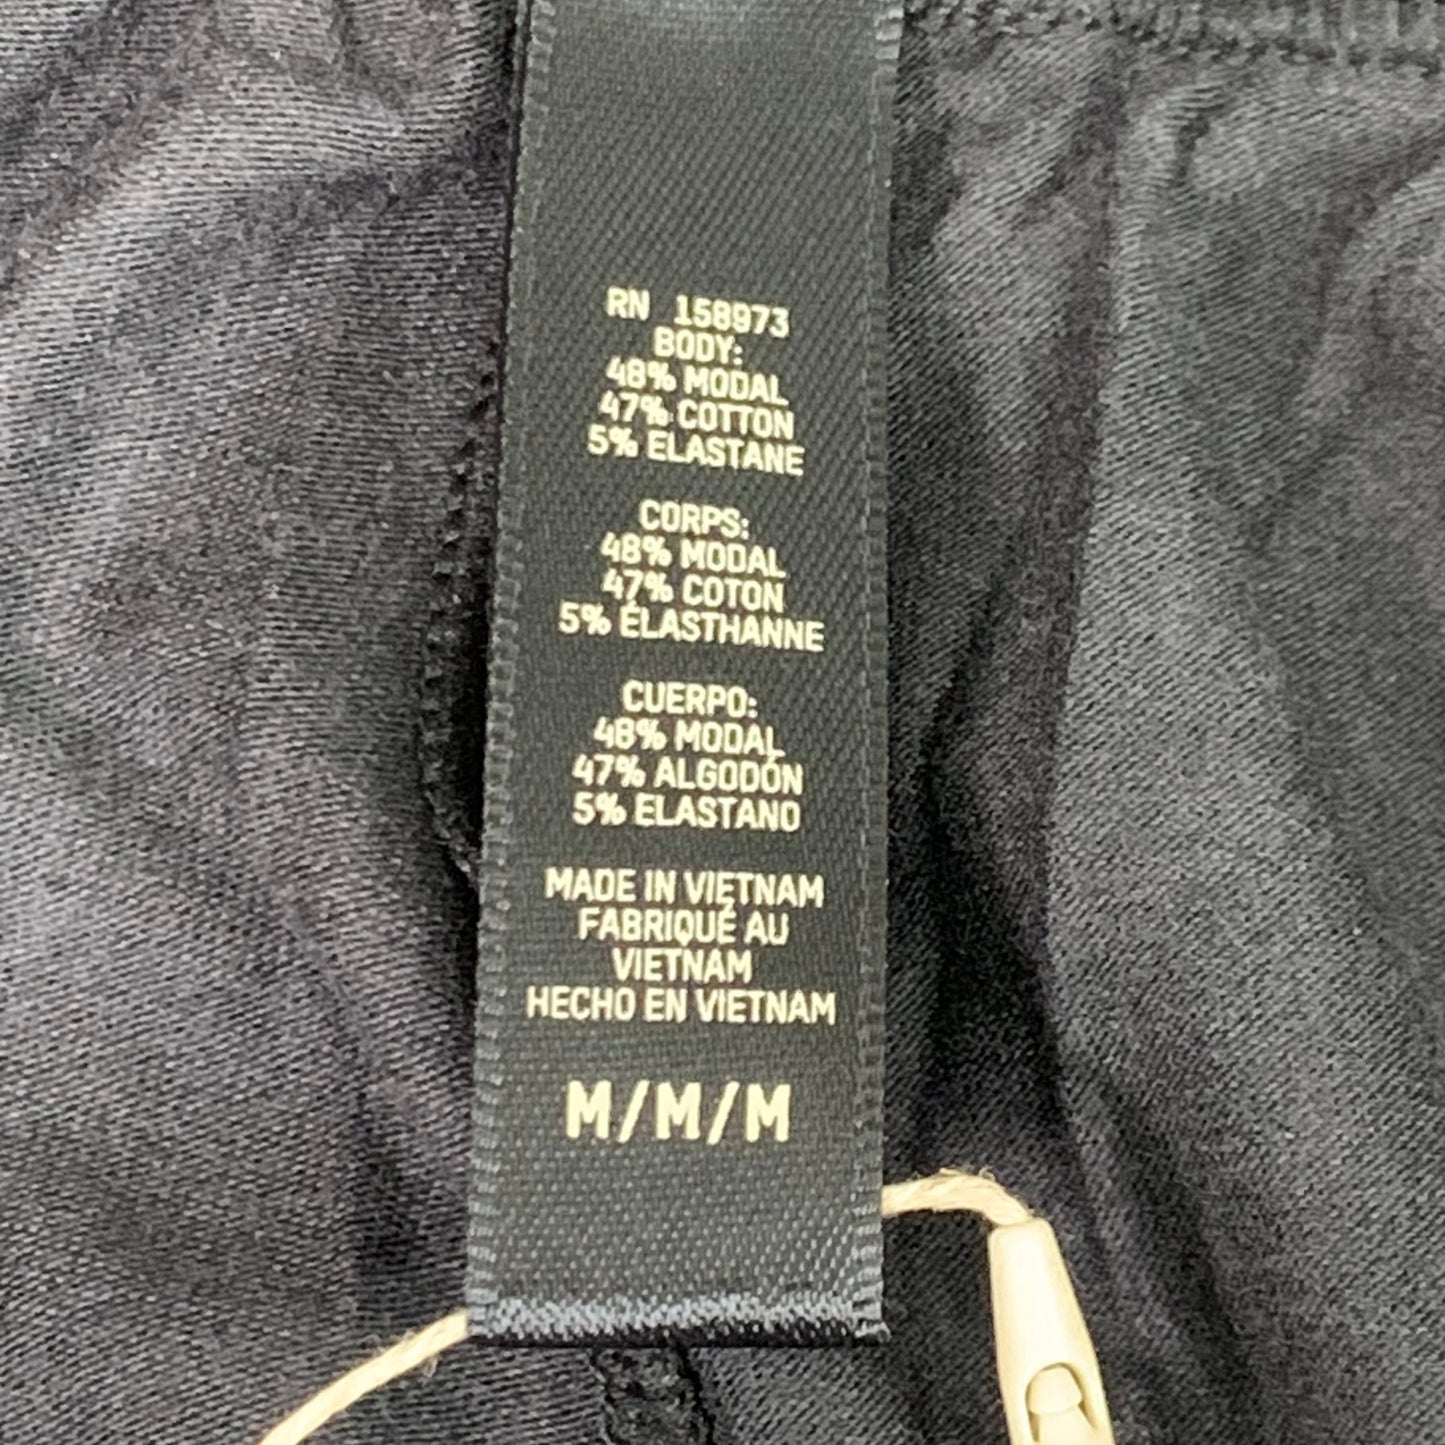 RN 158973
BODY:
48% MODAL
47% COTTON
5% ELASTANE
CORPS:
48% MODAL
47% COTON
5% ÉLASTHANNE
CUERPO:
48% MODAL
47% ALGODÓN
5% ELASTANO
MADE IN VIETNAM
FABRIQUÉ AU
VIETNAM
HECHO EN VIETNAM
M/M/M